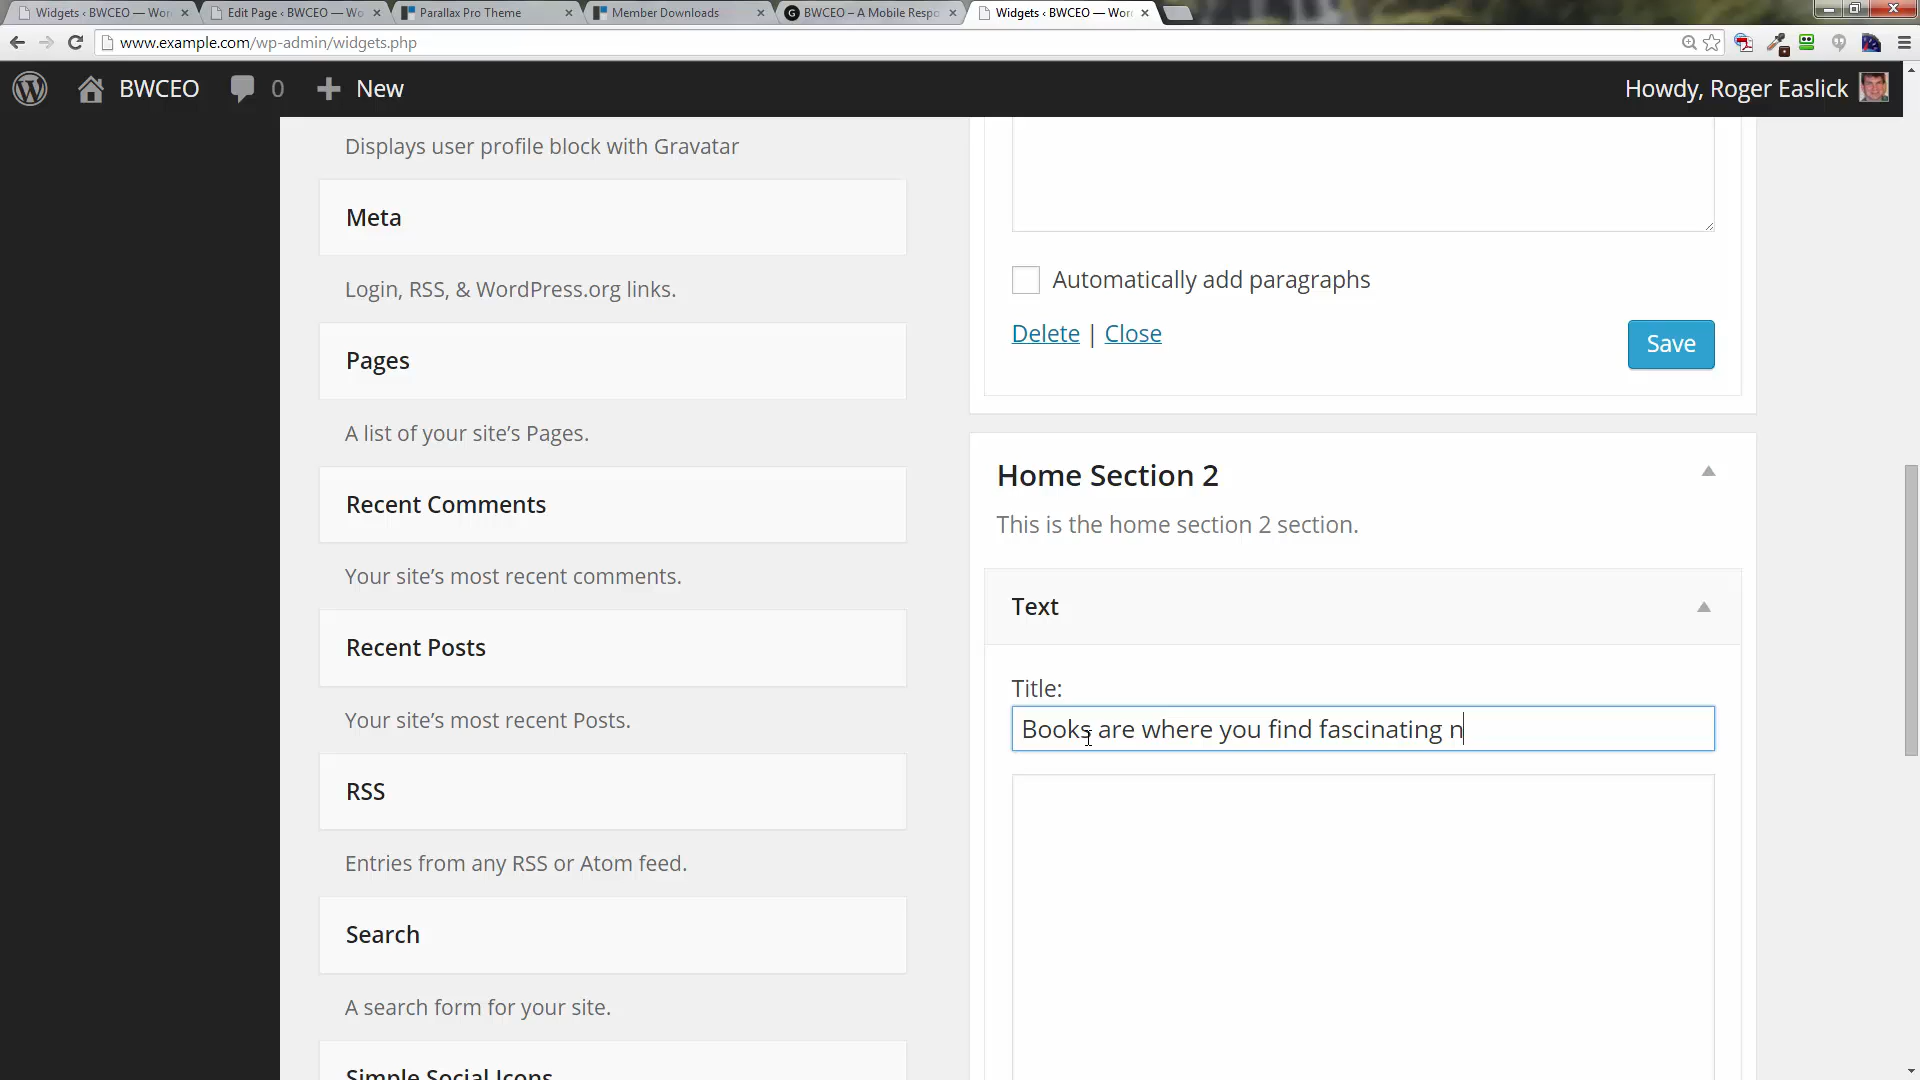 Widgets ‹ BWCEO — Wor
Edit Page ‹ BWCEO — Wo
Parallax Pro Theme
Member Downloads
BWCEO – A Mobile Respo
Widgets ‹ BWCEO — Wor
www.example.com/wp-admin/widgets.php
BWCEO
0
New
Howdy, Roger Easlick
Displays user profile block with Gravatar
Meta
Login, RSS, & WordPress.org links.
Pages
A list of your site's Pages.
Recent Comments
Your site's most recent comments.
Recent Posts
Your site's most recent Posts.
RSS
Entries from any RSS or Atom feed.
Search
A search form for your site.
Simple Social Icons
Automatically add paragraphs
Delete | Close
Save
Home Section 2
This is the home section 2 section.
Text
Title:
Books are where you find fascinating n